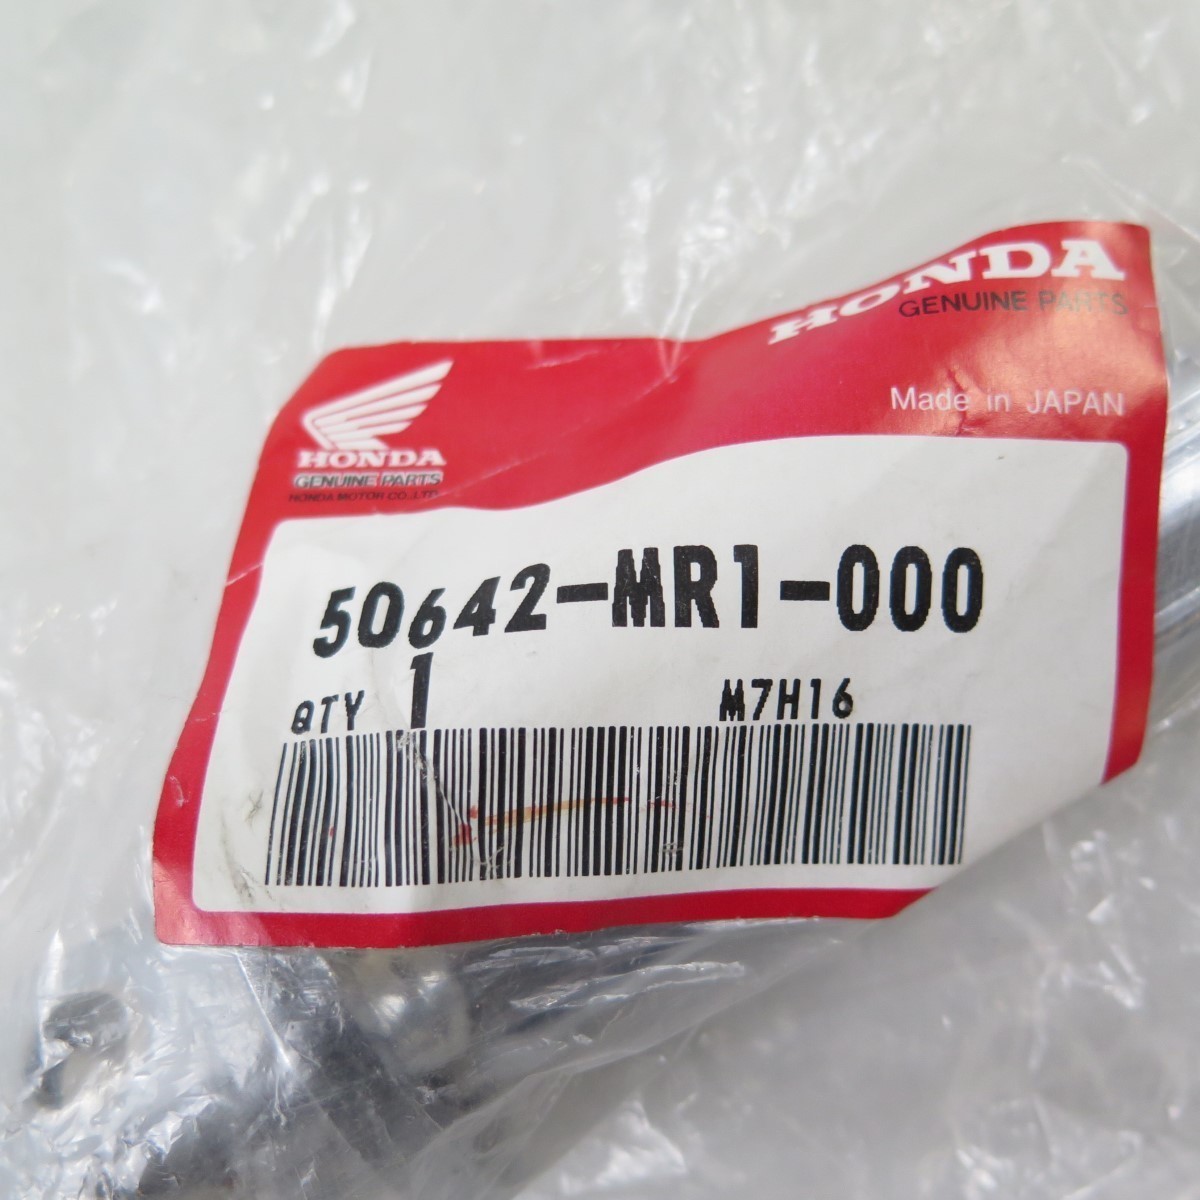 HONDA
GENUINE PARTS
Made in JAPAN
HONDA
GENUINE PARTS
HONDA MOTOR CO.,LTD.
50642-MR1-000
QTY 1 M7H16